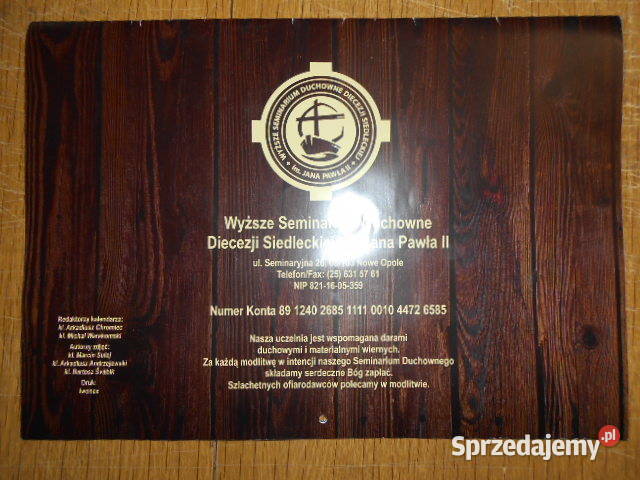 WYŻSZE SEMINARIUM DUCHOWNE DIECEZJI SIEDLECKIEJ
im. JANA PAWŁA II
Wyższe Seminarium Duchowne
Diecezji Siedleckiej Jana Pawła II
ul. Seminaryjna 26, Nowe Opole
Telefon/Fax: (25) 631 57 61
NIP 821-16-05-359
Numer Konta 89 1240 2685 1111 0010 4472 6585
Nasza uczelnia jest wspomagana darami
duchowymi i materialnymi wiernych.
Za każdą modlitwę w intencji naszego Seminarium Duchownego
składamy serdeczne Bóg zapłać.
Szlachetnych ofiarodawców polecamy w modlitwie.
Redaktorzy kalendarza:
kl. Arkadiusz Chromiec
kl. Michał Warykomski
Autorzy zdjęć:
kl. Marcin Sutaj
kl. Arkadiusz Andrzejewski
kl. Bartosz Świbik
Druk:
Iwonex
Sprzedajemy.pl